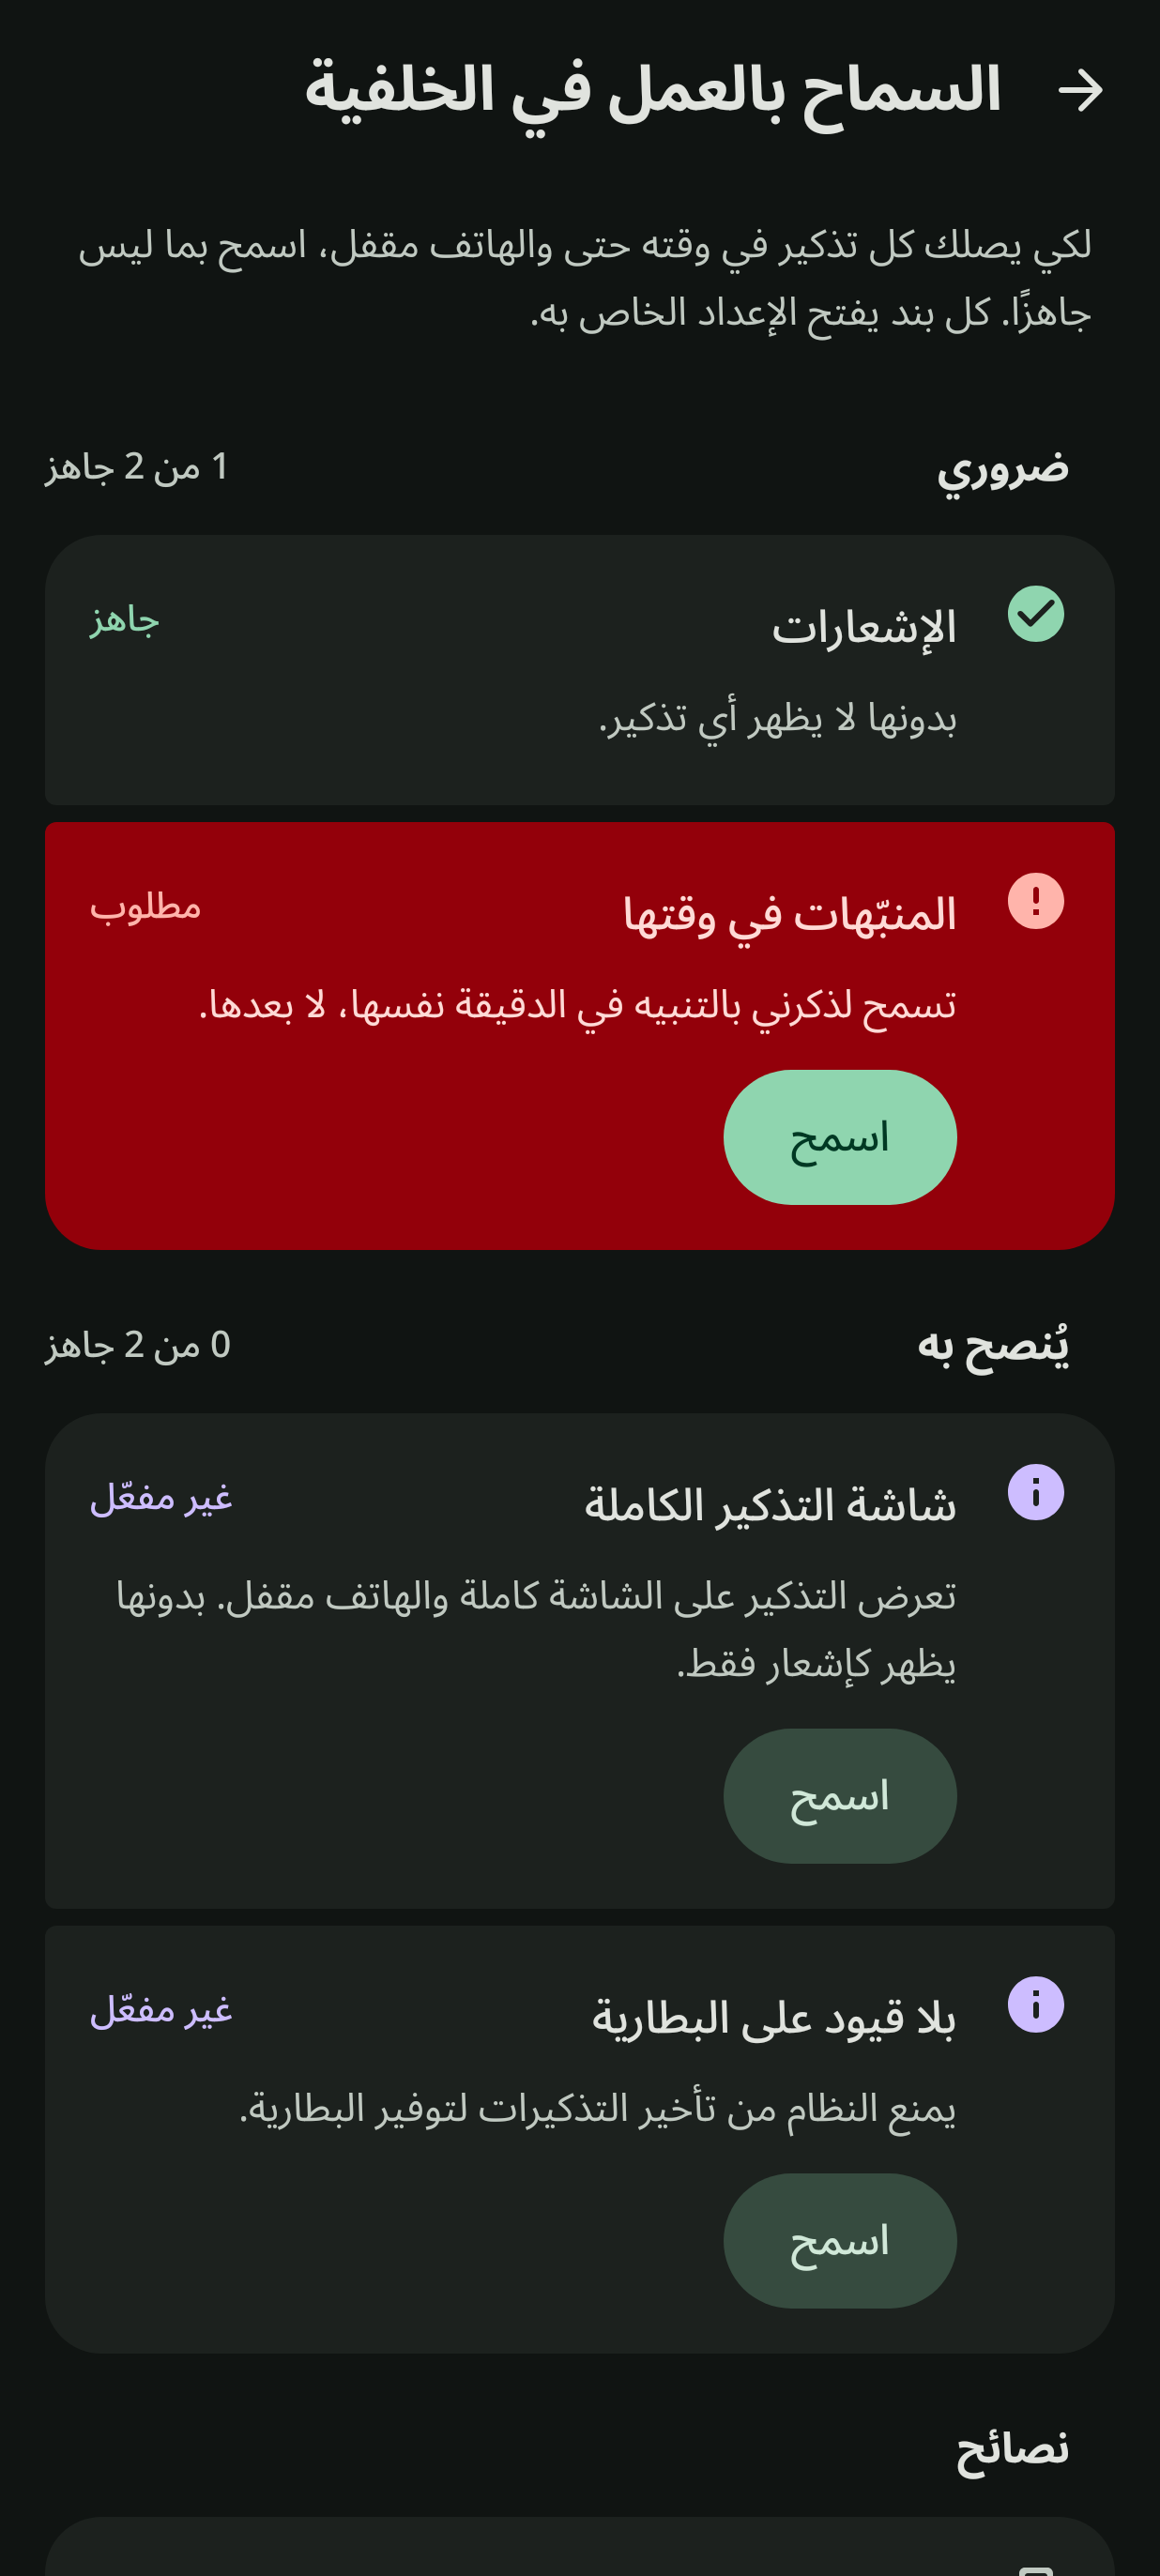 السماح بالعمل في الخلفية
لكي يصلك كل تذكير في وقته حتى والهاتف مقفل، اسمح بما ليس
جاهزًا. كل بند يفتح الإعداد الخاص به.
ضروري
1 من 2 جاهز
الإشعارات
جاهز
بدونها لا يظهر أي تذكير.
المنبّهات في وقتها
مطلوب
تسمح لذكرني بالتنبيه في الدقيقة نفسها، لا بعدها.
اسمح
يُنصح به
0 من 2 جاهز
شاشة التذكير الكاملة
غير مفعّل
تعرض التذكير على الشاشة كاملة والهاتف مقفل. بدونها
يظهر كإشعار فقط.
اسمح
بلا قيود على البطارية
غير مفعّل
يمنع النظام من تأخير التذكيرات لتوفير البطارية.
اسمح
نصائح